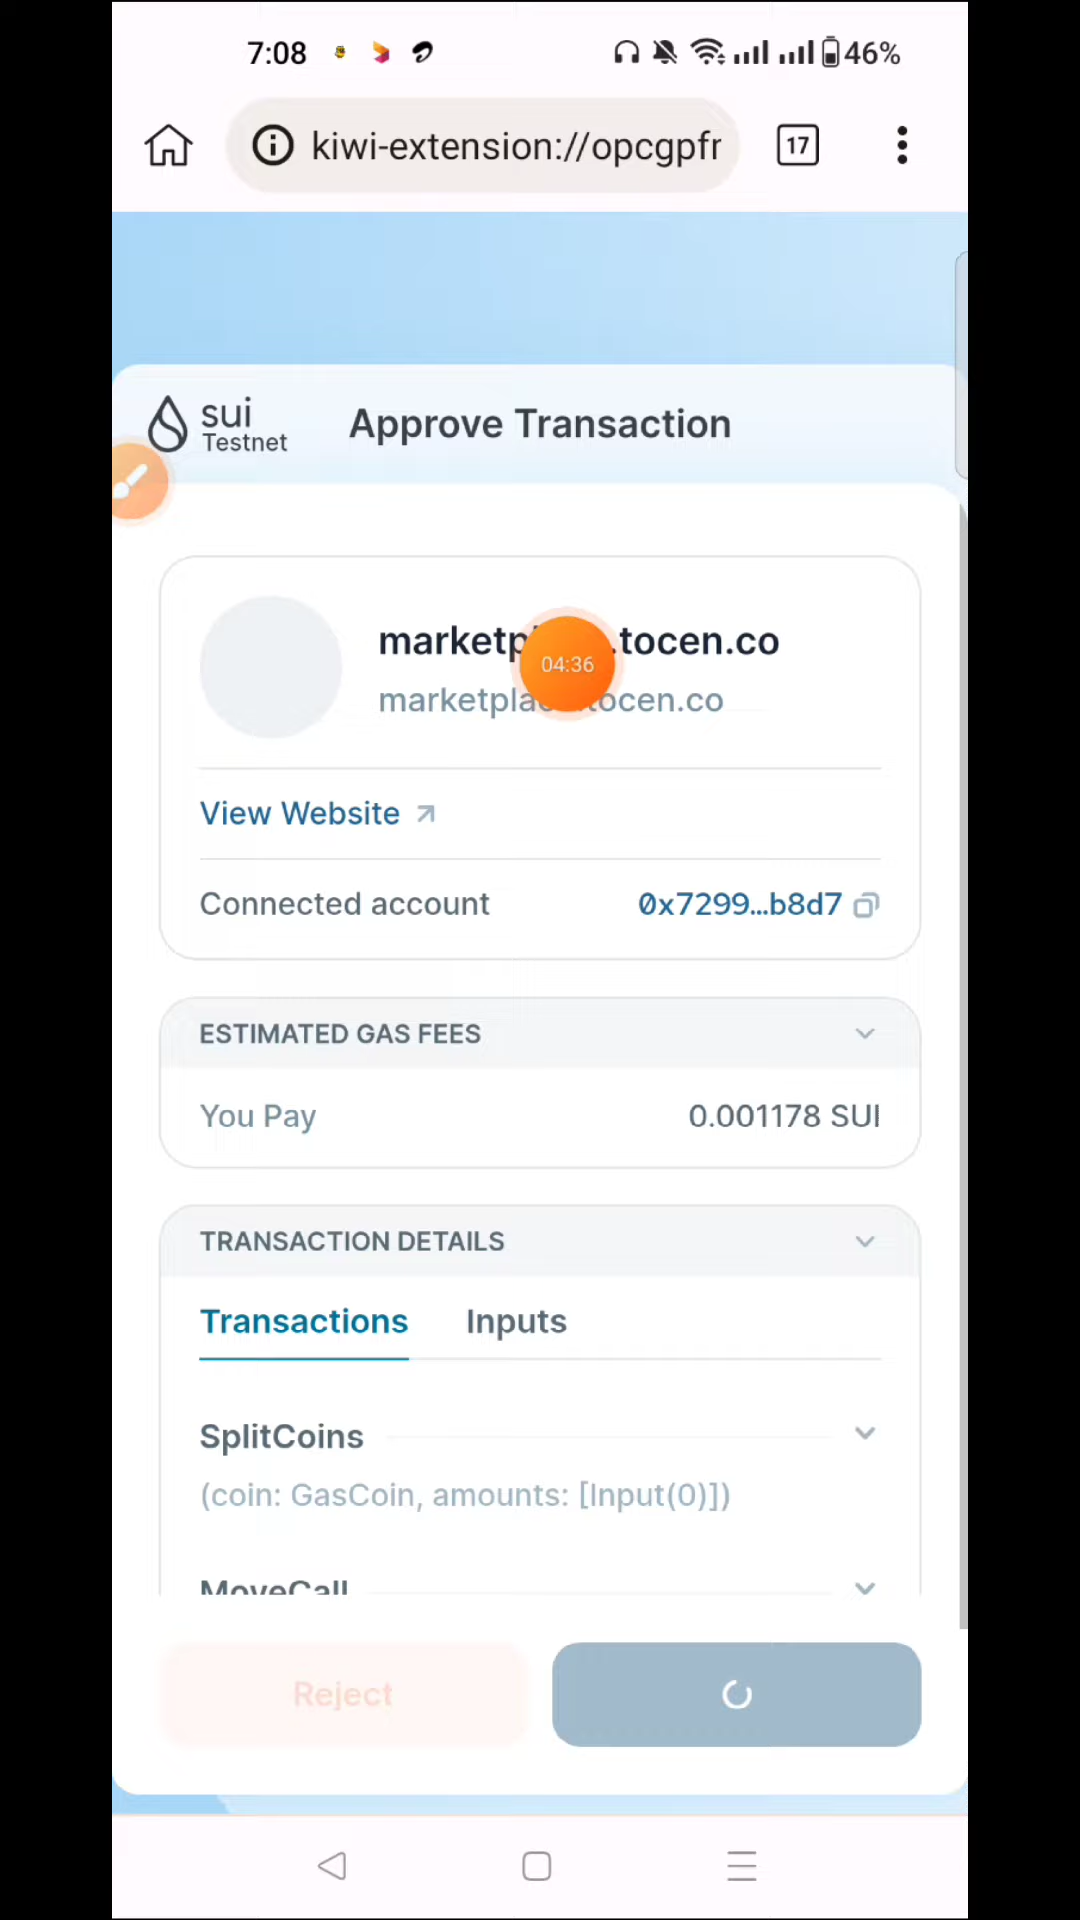 7:08
46%
kiwi-extension://opcgpfr
17
sui
Testnet
Approve Transaction
04:36
.tocen.co
View Website
Connected account
0x7299...b8d7
ESTIMATED GAS FEES
You Pay
0.001178 SUI
TRANSACTION DETAILS
Transactions
Inputs
SplitCoins
(coin: GasCoin, amounts: [Input(0)])
MoveCall
Reject